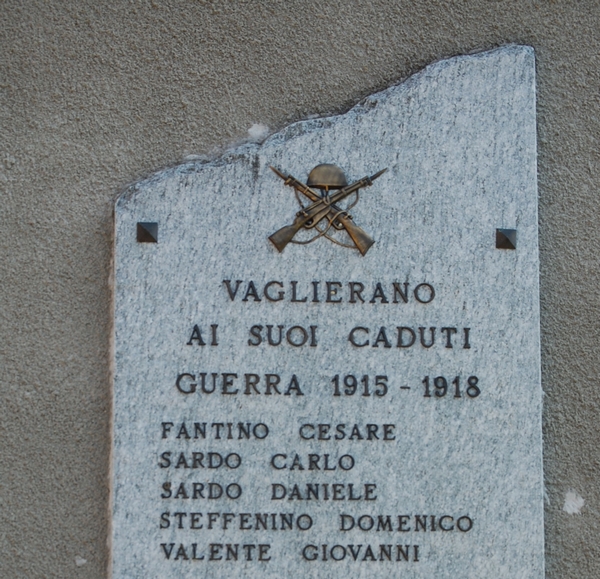 VAGLIERANO
AI SUOI CADUTI
GUERRA 1915 - 1918
FANTINO CESARE
SARDO CARLO
SARDO DANIELE
STEFFENINO DOMENICO
VALENTE GIOVANNI